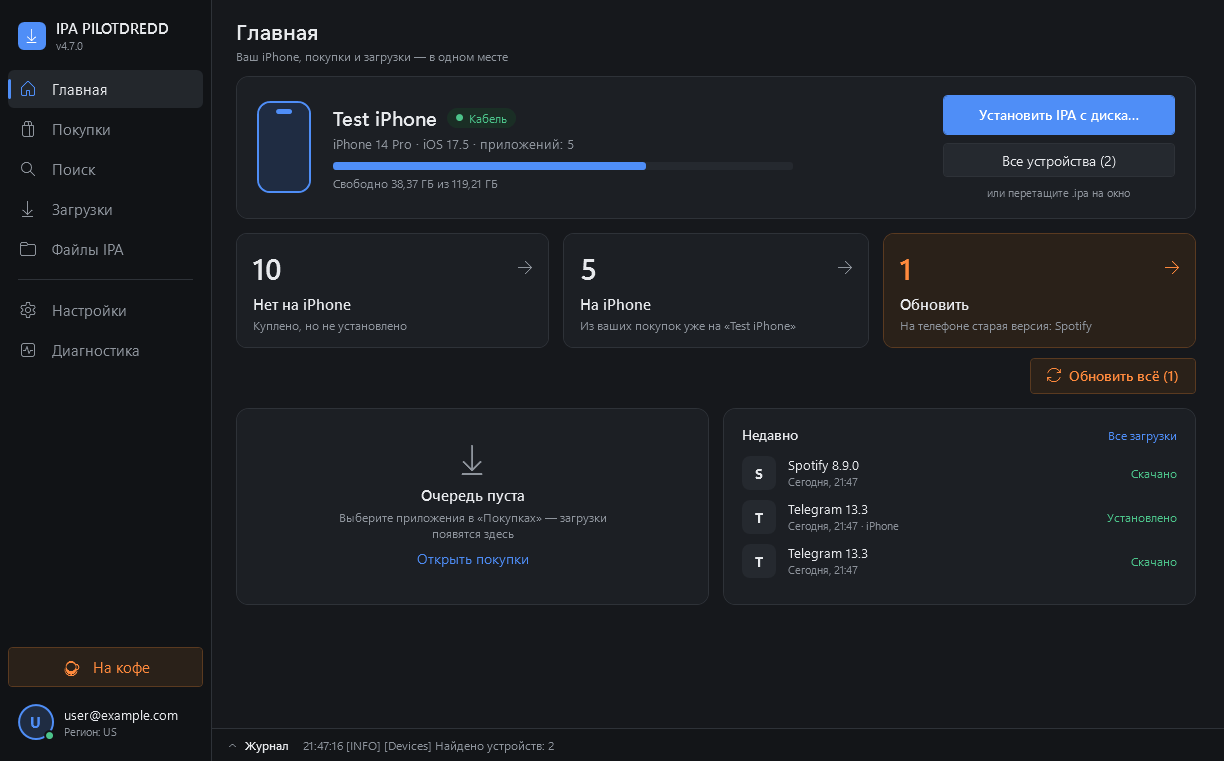 IPA PILOTDREDD
v4.7.0
Главная
Покупки
Поиск
Загрузки
Файлы IPA
Настройки
Диагностика
На кофе
U
user@example.com
Регион: US
Главная
Ваш iPhone, покупки и загрузки — в одном месте
Test iPhone
Кабель
iPhone 14 Pro · iOS 17.5 · приложений: 5
Свободно 38,37 ГБ из 119,21 ГБ
Установить IPA с диска...
Все устройства (2)
или перетащите .ipa на окно
10
Нет на iPhone
Куплено, но не установлено
5
На iPhone
Из ваших покупок уже на «Test iPhone»
1
Обновить
На телефоне старая версия: Spotify
Обновить всё (1)
Очередь пуста
Выберите приложения в «Покупках» — загрузки
появятся здесь
Открыть покупки
Недавно
Все загрузки
S
Spotify 8.9.0
Сегодня, 21:47
Скачано
T
Telegram 13.3
Сегодня, 21:47 · iPhone
Установлено
T
Telegram 13.3
Сегодня, 21:47
Скачано
Журнал
21:47:16 [INFO] [Devices] Найдено устройств: 2